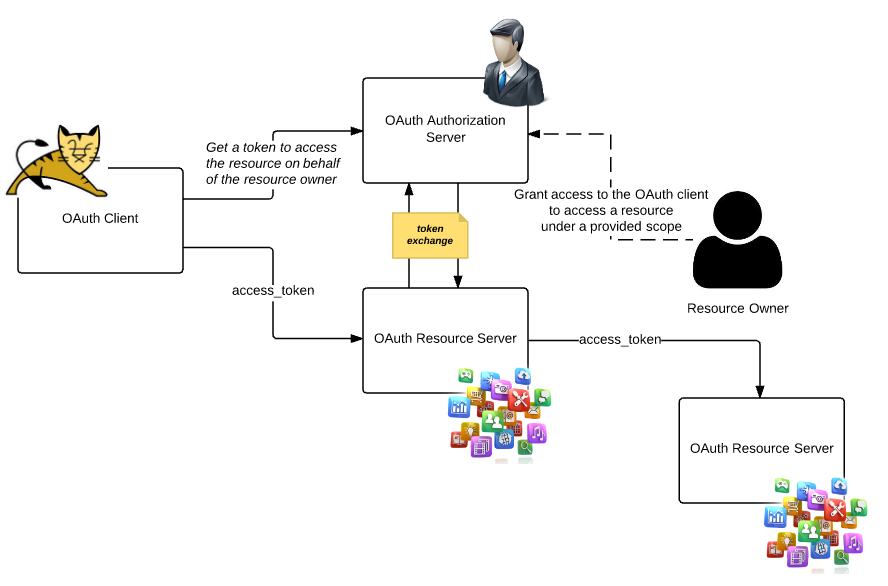 OAuth Authorization
Server
Get a token to access
the resource on behalf
of the resource owner
OAuth Client
Grant access to the OAuth client
to access a resource
under a provided scope
token
exchange
access_token
Resource Owner
OAuth Resource Server
access_token
OAuth Resource Server